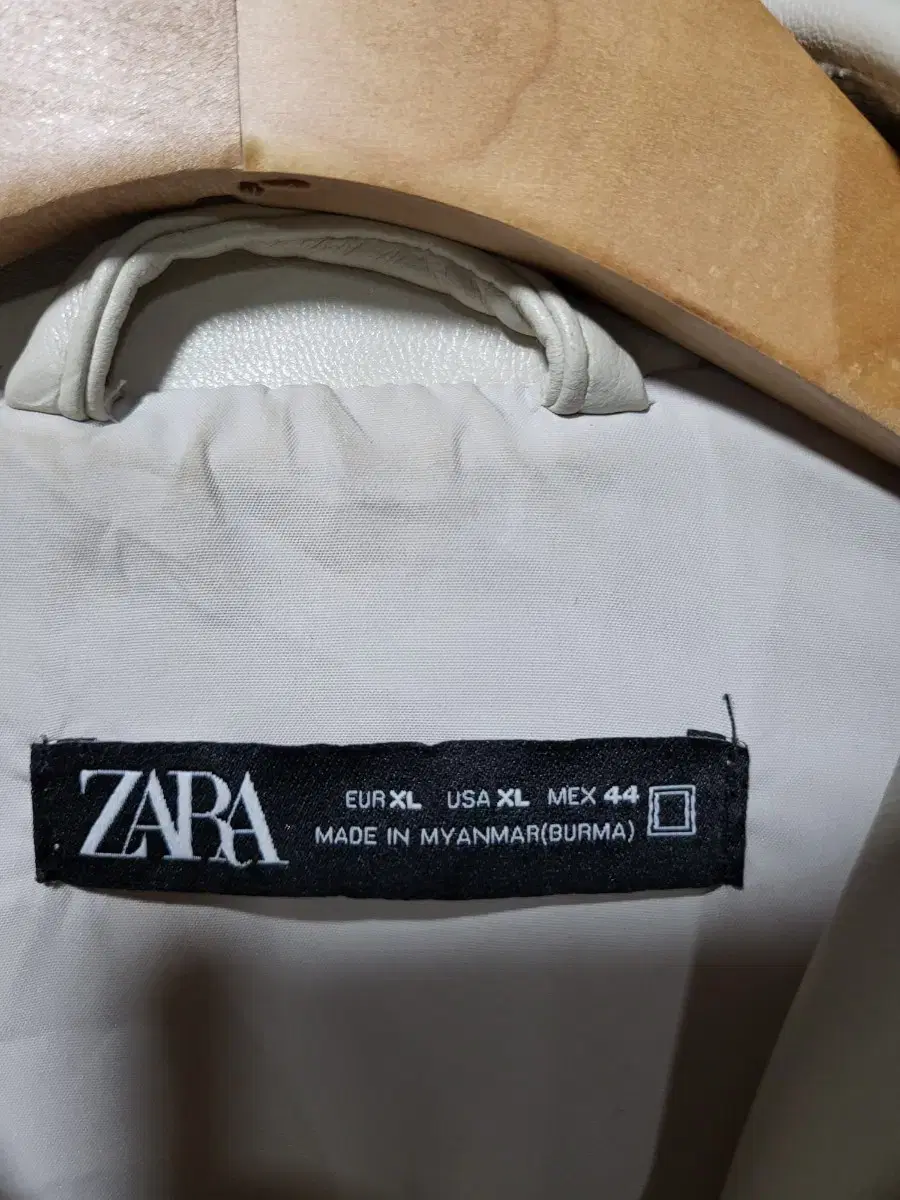 ZARA
EUR XL USA XL MEX 44
MADE IN MYANMAR(BURMA)